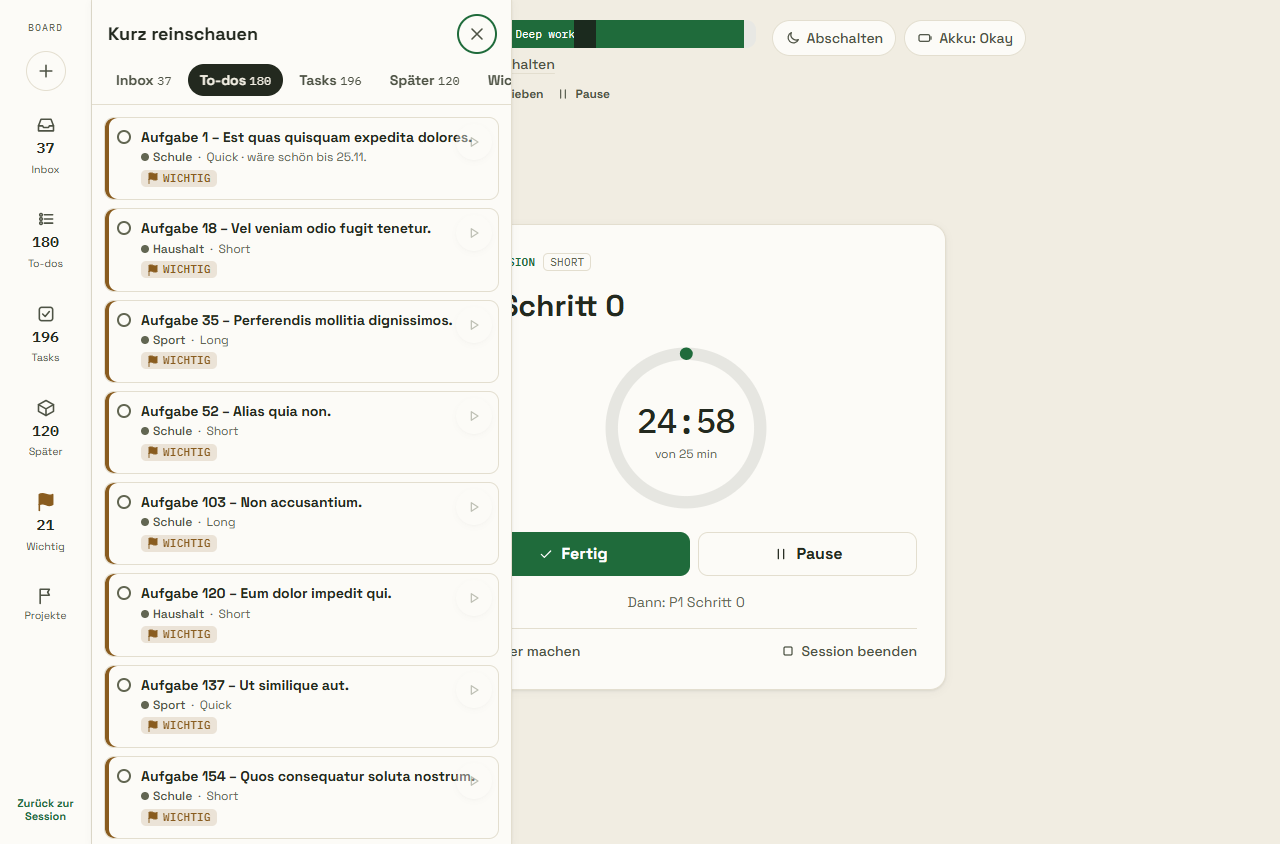 BOARD
37
Inbox
180
To-dos
196
Tasks
120
Später
21
Wichtig
Projekte
Zurück zur
Session
Kurz reinschauen
Inbox 37
To-dos 180
Tasks 196
Später 120
Wic
Aufgabe 1 – Est quas quisquam expedita dolores.
Schule · Quick · wäre schön bis 25.11.
WICHTIG
Aufgabe 18 – Vel veniam odio fugit tenetur.
Haushalt · Short
WICHTIG
Aufgabe 35 – Perferendis mollitia dignissimos.
Sport · Long
WICHTIG
Aufgabe 52 – Alias quia non.
Schule · Short
WICHTIG
Aufgabe 103 – Non accusantium.
Schule · Long
WICHTIG
Aufgabe 120 – Eum dolor impedit qui.
Haushalt · Short
WICHTIG
Aufgabe 137 – Ut similique aut.
Sport · Quick
WICHTIG
Aufgabe 154 – Quos consequatur soluta nostrum.
Schule · Short
WICHTIG
Deep work
halten
ieben
Pause
Abschalten
Akku: Okay
SION
SHORT
Schritt 0
24:58
von 25 min
Fertig
Pause
Dann: P1 Schritt 0
er machen
Session beenden